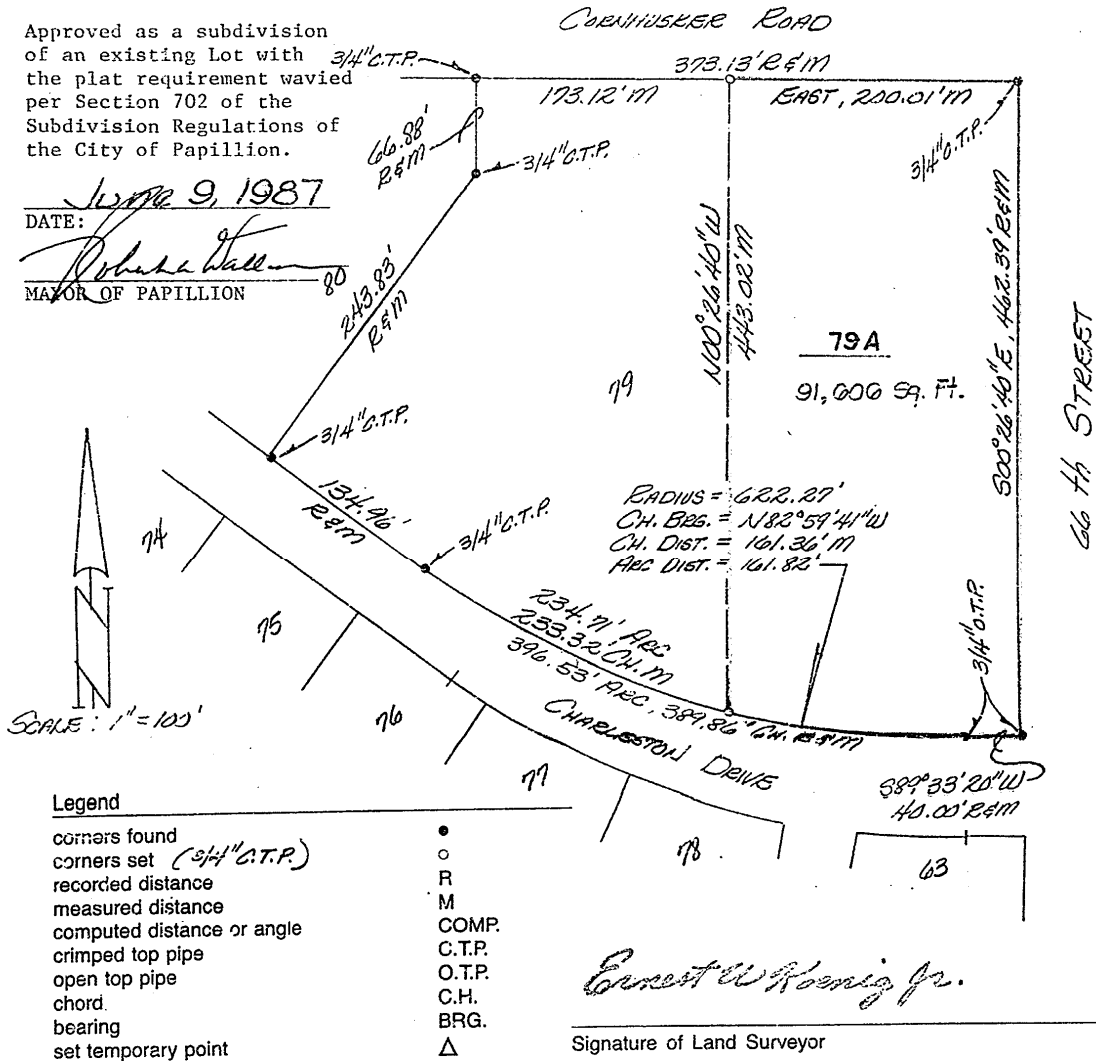 Approved as a subdivision
of an existing Lot with
the plat requirement wavied
per Section 702 of the
Subdivision Regulations of
the City of Papillion.
June 9, 1987
DATE:
MAYOR OF PAPILLION
CORNHUSKER ROAD
3/4" C.T.P.
373.13' R & M
173.12' M
EAST, 200.01' M
66.88'
R & M
3/4" C.T.P.
3/4" C.T.P.
80
243.83'
R & M
N00°26'40"W
443.02' M
79A
91,606 SQ. FT.
S00°26'40"E, 462.39' R & M
66 th STREET
79
3/4" C.T.P.
134.96'
R & M
3/4" C.T.P.
RADIUS = 622.27'
CH. BRG. = N82°59'41"W
CH. DIST. = 161.36' M
ARC DIST. = 161.82'
234.71' ARC
233.32 CH. M
396.53' ARC, 389.86' CH. R & M
3/4" O.T.P.
CHARLESTON DRIVE
S89°33'20"W
40.00' R & M
74
75
76
77
78
63
SCALE: 1" = 100'
Legend
corners found ●
corners set (3/4" C.T.P.) ○
recorded distance R
measured distance M
computed distance or angle COMP.
crimped top pipe C.T.P.
open top pipe O.T.P.
chord C.H.
bearing BRG.
set temporary point △
Ernest W Koenig Jr.
Signature of Land Surveyor